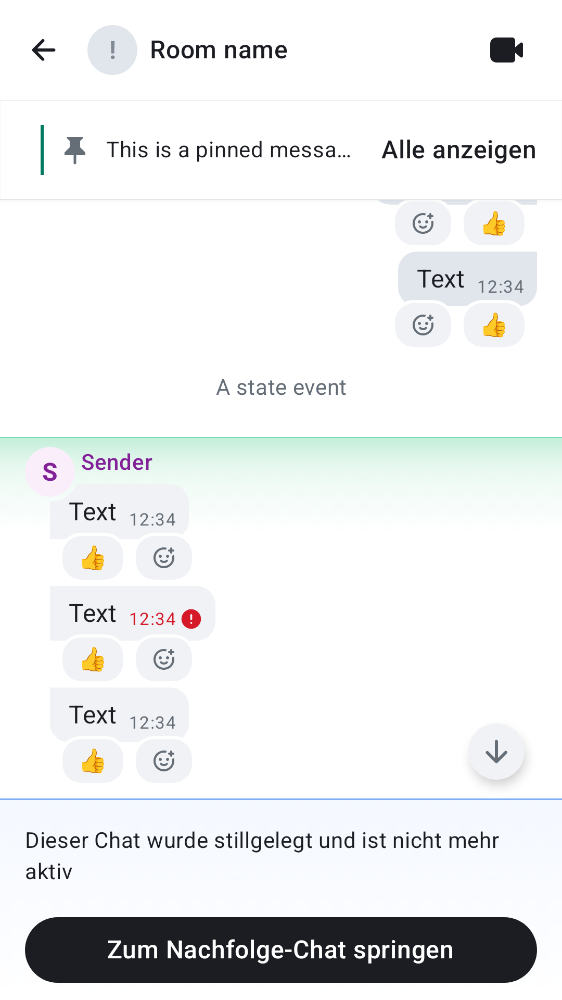 ! Room name
This is a pinned messa... Alle anzeigen
Text 12:34
A state event
S Sender
Text 12:34
Text 12:34 !
Text 12:34
Dieser Chat wurde stillgelegt und ist nicht mehr
aktiv
Zum Nachfolge-Chat springen